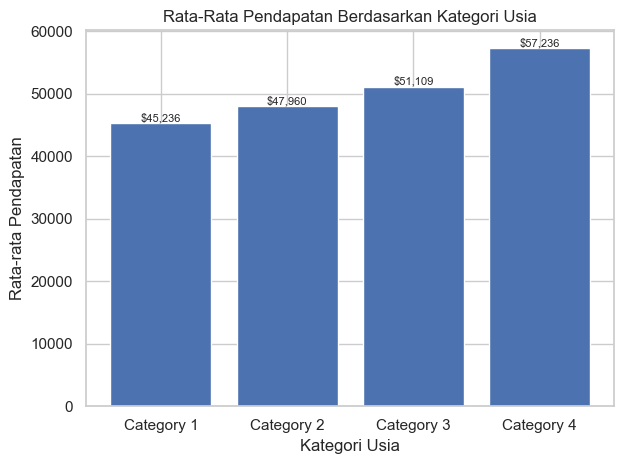 Rata-Rata Pendapatan Berdasarkan Kategori Usia
Rata-rata Pendapatan
60000
50000
40000
30000
20000
10000
0
$45,236
$47,960
$51,109
$57,236
Category 1
Category 2
Category 3
Category 4
Kategori Usia